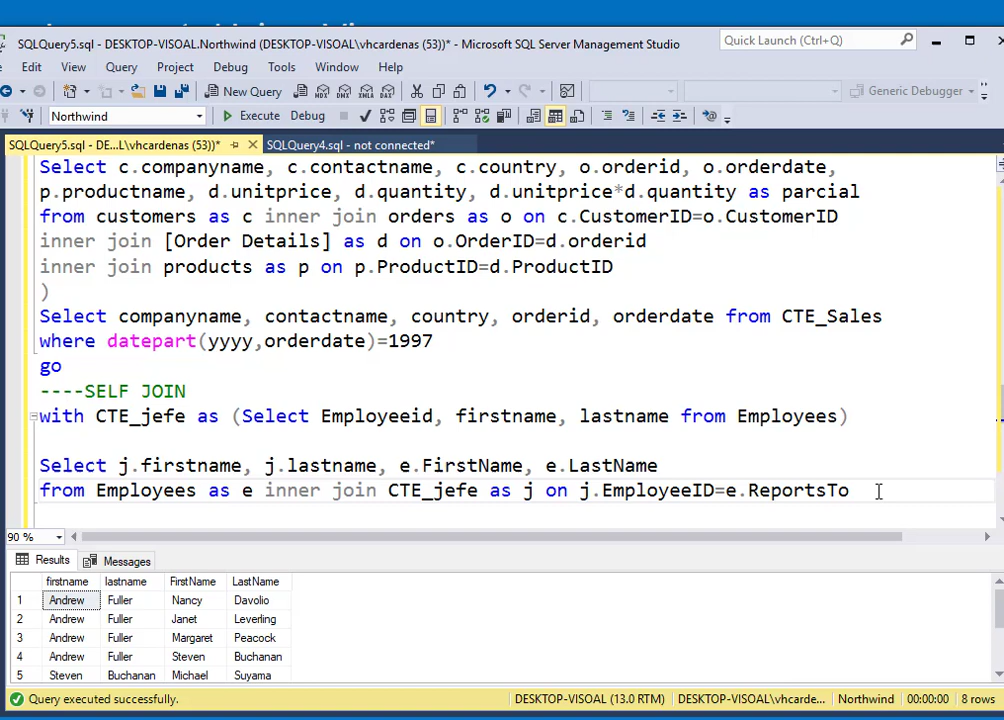 SQLQuery5.sql - DESKTOP-VISOAL.Northwind (DESKTOP-VISOAL\vhcardenas (53))* - Microsoft SQL Server Management Studio
Quick Launch (Ctrl+Q)
Edit View Query Project Debug Tools Window Help
New Query
Generic Debugger
Northwind
Execute Debug
SQLQuery5.sql - DE...L\vhcardenas (53))*
SQLQuery4.sql - not connected*
Select c.companyname, c.contactname, c.country, o.orderid, o.orderdate,
p.productname, d.unitprice, d.quantity, d.unitprice*d.quantity as parcial
from customers as c inner join orders as o on c.CustomerID=o.CustomerID
inner join [Order Details] as d on o.OrderID=d.orderid
inner join products as p on p.ProductID=d.ProductID
)
Select companyname, contactname, country, orderid, orderdate from CTE_Sales
where datepart(yyyy,orderdate)=1997
go
----SELF JOIN
with CTE_jefe as (Select Employeeid, firstname, lastname from Employees)
Select j.firstname, j.lastname, e.FirstName, e.LastName
from Employees as e inner join CTE_jefe as j on j.EmployeeID=e.ReportsTo
90 %
Results Messages
firstname lastname FirstName LastName
1 Andrew Fuller Nancy Davolio
2 Andrew Fuller Janet Leverling
3 Andrew Fuller Margaret Peacock
4 Andrew Fuller Steven Buchanan
5 Steven Buchanan Michael Suyama
Query executed successfully.
DESKTOP-VISOAL (13.0 RTM) DESKTOP-VISOAL\vhcarde... Northwind 00:00:00 8 rows